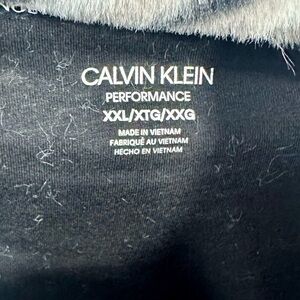 CALVIN KLEIN
PERFORMANCE
XXL/XTG/XXG
MADE IN VIETNAM
FABRIQUÉ AU VIETNAM
HECHO EN VIETNAM